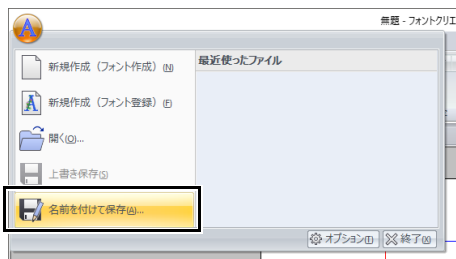 無題 - フォントクリエ
新規作成（フォント作成）(N)
最近使ったファイル
新規作成（フォント登録）(F)
開く(O)...
上書き保存(S)
名前を付けて保存(A)...
オプション(I) 終了(X)